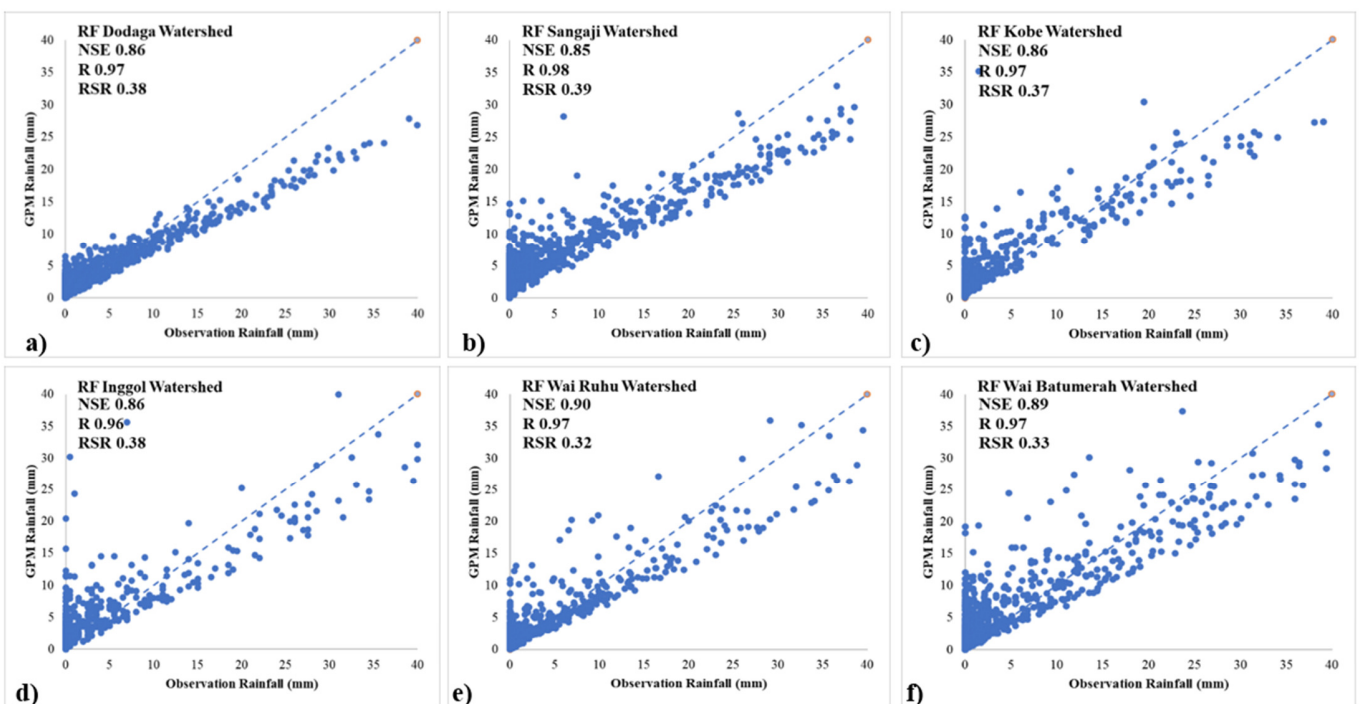 RF Dodaga Watershed
NSE 0.86
R 0.97
RSR 0.38
40
35
30
25
20
15
10
5
0
GPM Rainfall (mm)
0 5 10 15 20 25 30 35 40
Observation Rainfall (mm)
a)
RF Sangaji Watershed
NSE 0.85
R 0.98
RSR 0.39
40
35
30
25
20
15
10
5
0
GPM Rainfall (mm)
0 5 10 15 20 25 30 35 40
Observation Rainfall (mm)
b)
RF Kobe Watershed
NSE 0.86
R 0.97
RSR 0.37
40
35
30
25
20
15
10
5
0
GPM Rainfall (mm)
0 5 10 15 20 25 30 35 40
Observation Rainfall (mm)
c)
RF Inggol Watershed
NSE 0.86
R 0.96
RSR 0.38
40
35
30
25
20
15
10
5
0
GPM Rainfall (mm)
0 5 10 15 20 25 30 35 40
Observation Rainfall (mm)
d)
RF Wai Ruhu Watershed
NSE 0.90
R 0.97
RSR 0.32
40
35
30
25
20
15
10
5
0
GPM Rainfall (mm)
0 5 10 15 20 25 30 35 40
Observation Rainfall (mm)
e)
RF Wai Batumerah Watershed
NSE 0.89
R 0.97
RSR 0.33
40
35
30
25
20
15
10
5
0
GPM Rainfall (mm)
0 5 10 15 20 25 30 35 40
Observation Rainfall (mm)
f)